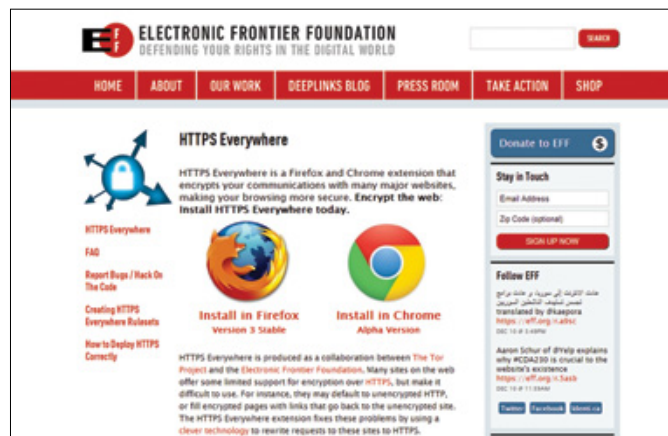 EFF
ELECTRONIC FRONTIER FOUNDATION
DEFENDING YOUR RIGHTS IN THE DIGITAL WORLD
SEARCH
HOME ABOUT OUR WORK DEEPLINKS BLOG PRESS ROOM TAKE ACTION SHOP
HTTPS Everywhere
FAQ
Report Bugs / Hack On
The Code
Creating HTTPS
Everywhere Rulesets
How to Deploy HTTPS
Correctly
HTTPS Everywhere
HTTPS Everywhere is a Firefox and Chrome extension that
encrypts your communications with many major websites,
making your browsing more secure. Encrypt the web:
Install HTTPS Everywhere today.
Install in Firefox
Version 3 Stable
Install in Chrome
Alpha Version
HTTPS Everywhere is produced as a collaboration between The Tor
Project and the Electronic Frontier Foundation. Many sites on the web
offer some limited support for encryption over HTTPS, but make it
difficult to use. For instance, they may default to unencrypted HTTP,
or fill encrypted pages with links that go back to the unencrypted site.
The HTTPS Everywhere extension fixes these problems by using a
clever technology to rewrite requests to these sites to HTTPS.
Donate to EFF $
Stay in Touch
Email Address
Zip Code (optional)
SIGN UP NOW
Follow EFF
translated by @kaepora
https://eff.org/r.a9sc
Aaron Schur of @Yelp explains
why #CDA230 is crucial to the
website's existence
https://eff.org/r.5asb
Twitter Facebook Identi.ca